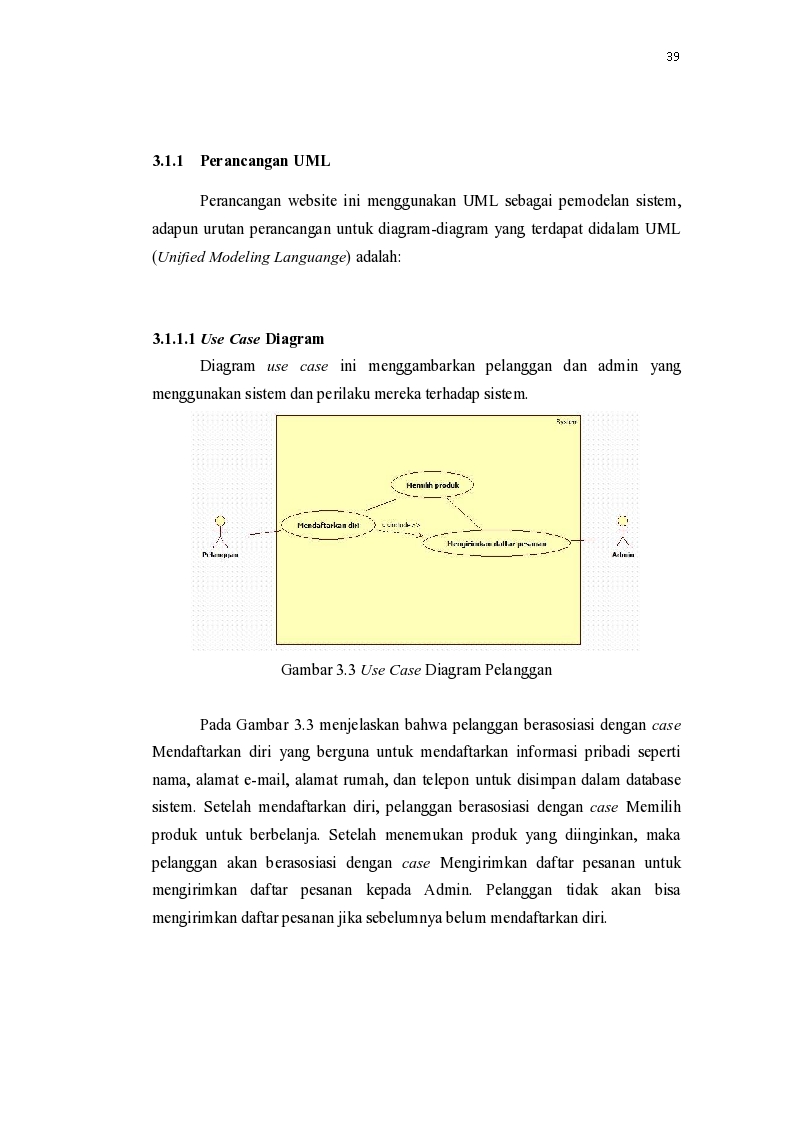 39
3.1.1 Perancangan UML
Perancangan website ini menggunakan UML sebagai pemodelan sistem,
adapun urutan perancangan untuk diagram-diagram yang terdapat didalam UML
(Unified Modeling Languange) adalah:
3.1.1.1 Use Case Diagram
Diagram use case ini menggambarkan pelanggan dan admin yang
menggunakan sistem dan perilaku mereka terhadap sistem.
System
Memilih produk
Mendaftarkan diri
<<include>>
Mengirimkan daftar pesanan
Pelanggan
Admin
Gambar 3.3 Use Case Diagram Pelanggan
Pada Gambar 3.3 menjelaskan bahwa pelanggan berasosiasi dengan case
Mendaftarkan diri yang berguna untuk mendaftarkan informasi pribadi seperti
nama, alamat e-mail, alamat rumah, dan telepon untuk disimpan dalam database
sistem. Setelah mendaftarkan diri, pelanggan berasosiasi dengan case Memilih
produk untuk berbelanja. Setelah menemukan produk yang diinginkan, maka
pelanggan akan berasosiasi dengan case Mengirimkan daftar pesanan untuk
mengirimkan daftar pesanan kepada Admin. Pelanggan tidak akan bisa
mengirimkan daftar pesanan jika sebelumnya belum mendaftarkan diri.